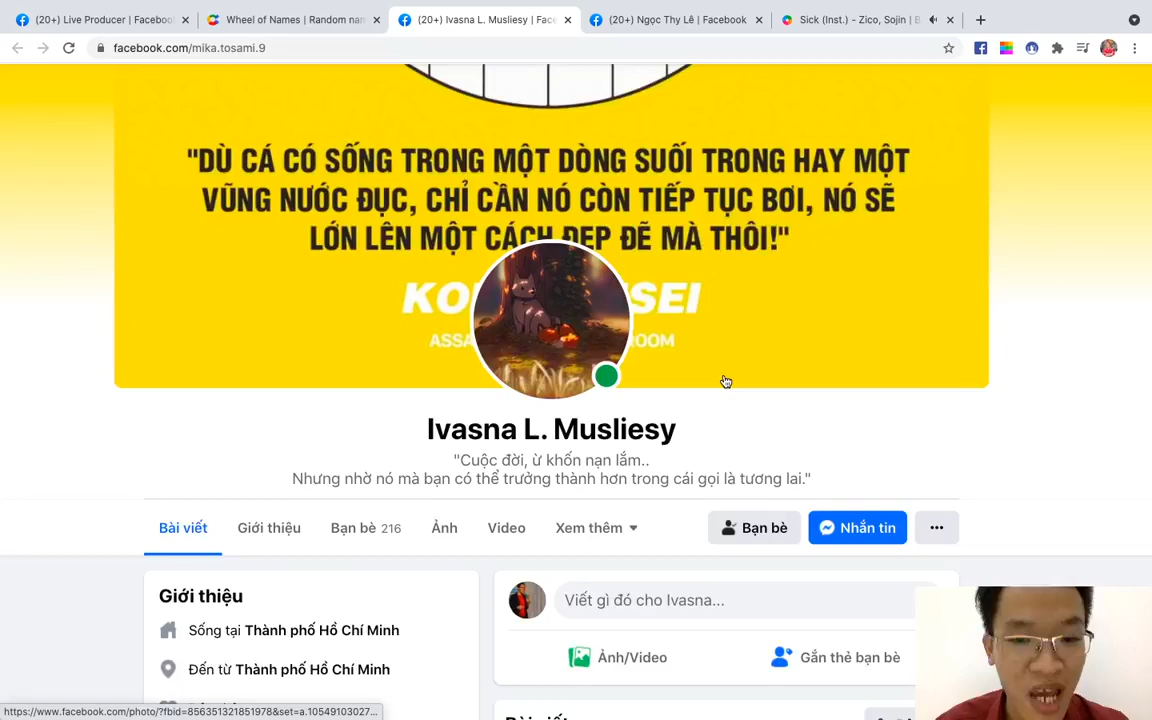 (20+) Live Producer | Facebook
Wheel of Names | Random nam
(20+) Ivasna L. Musliesy | Face
(20+) Ngọc Thy Lê | Facebook
Sick (Inst.) - Zico, Sojin | B
facebook.com/mika.tosami.9
"DÙ CÁ CÓ SỐNG TRONG MỘT DÒNG SUỐI TRONG HAY MỘT
VŨNG NƯỚC ĐỤC, CHỈ CẦN NÓ CÒN TIẾP TỤC BƠI, NÓ SẼ
LỚN LÊN MỘT CÁCH ĐẸP ĐẼ MÀ THÔI!"
KO SEI
ASSA ROOM
Ivasna L. Musliesy
"Cuộc đời, ừ khốn nạn lắm..
Nhưng nhờ nó mà bạn có thể trưởng thành hơn trong cái gọi là tương lai."
Bài viết Giới thiệu Bạn bè 216 Ảnh Video Xem thêm Bạn bè Nhắn tin
Giới thiệu
Sống tại Thành phố Hồ Chí Minh
Đến từ Thành phố Hồ Chí Minh
Viết gì đó cho Ivasna...
Ảnh/Video Gắn thẻ bạn bè
https://www.facebook.com/photo/?fbid=856351321851978&set=a.10549103027...